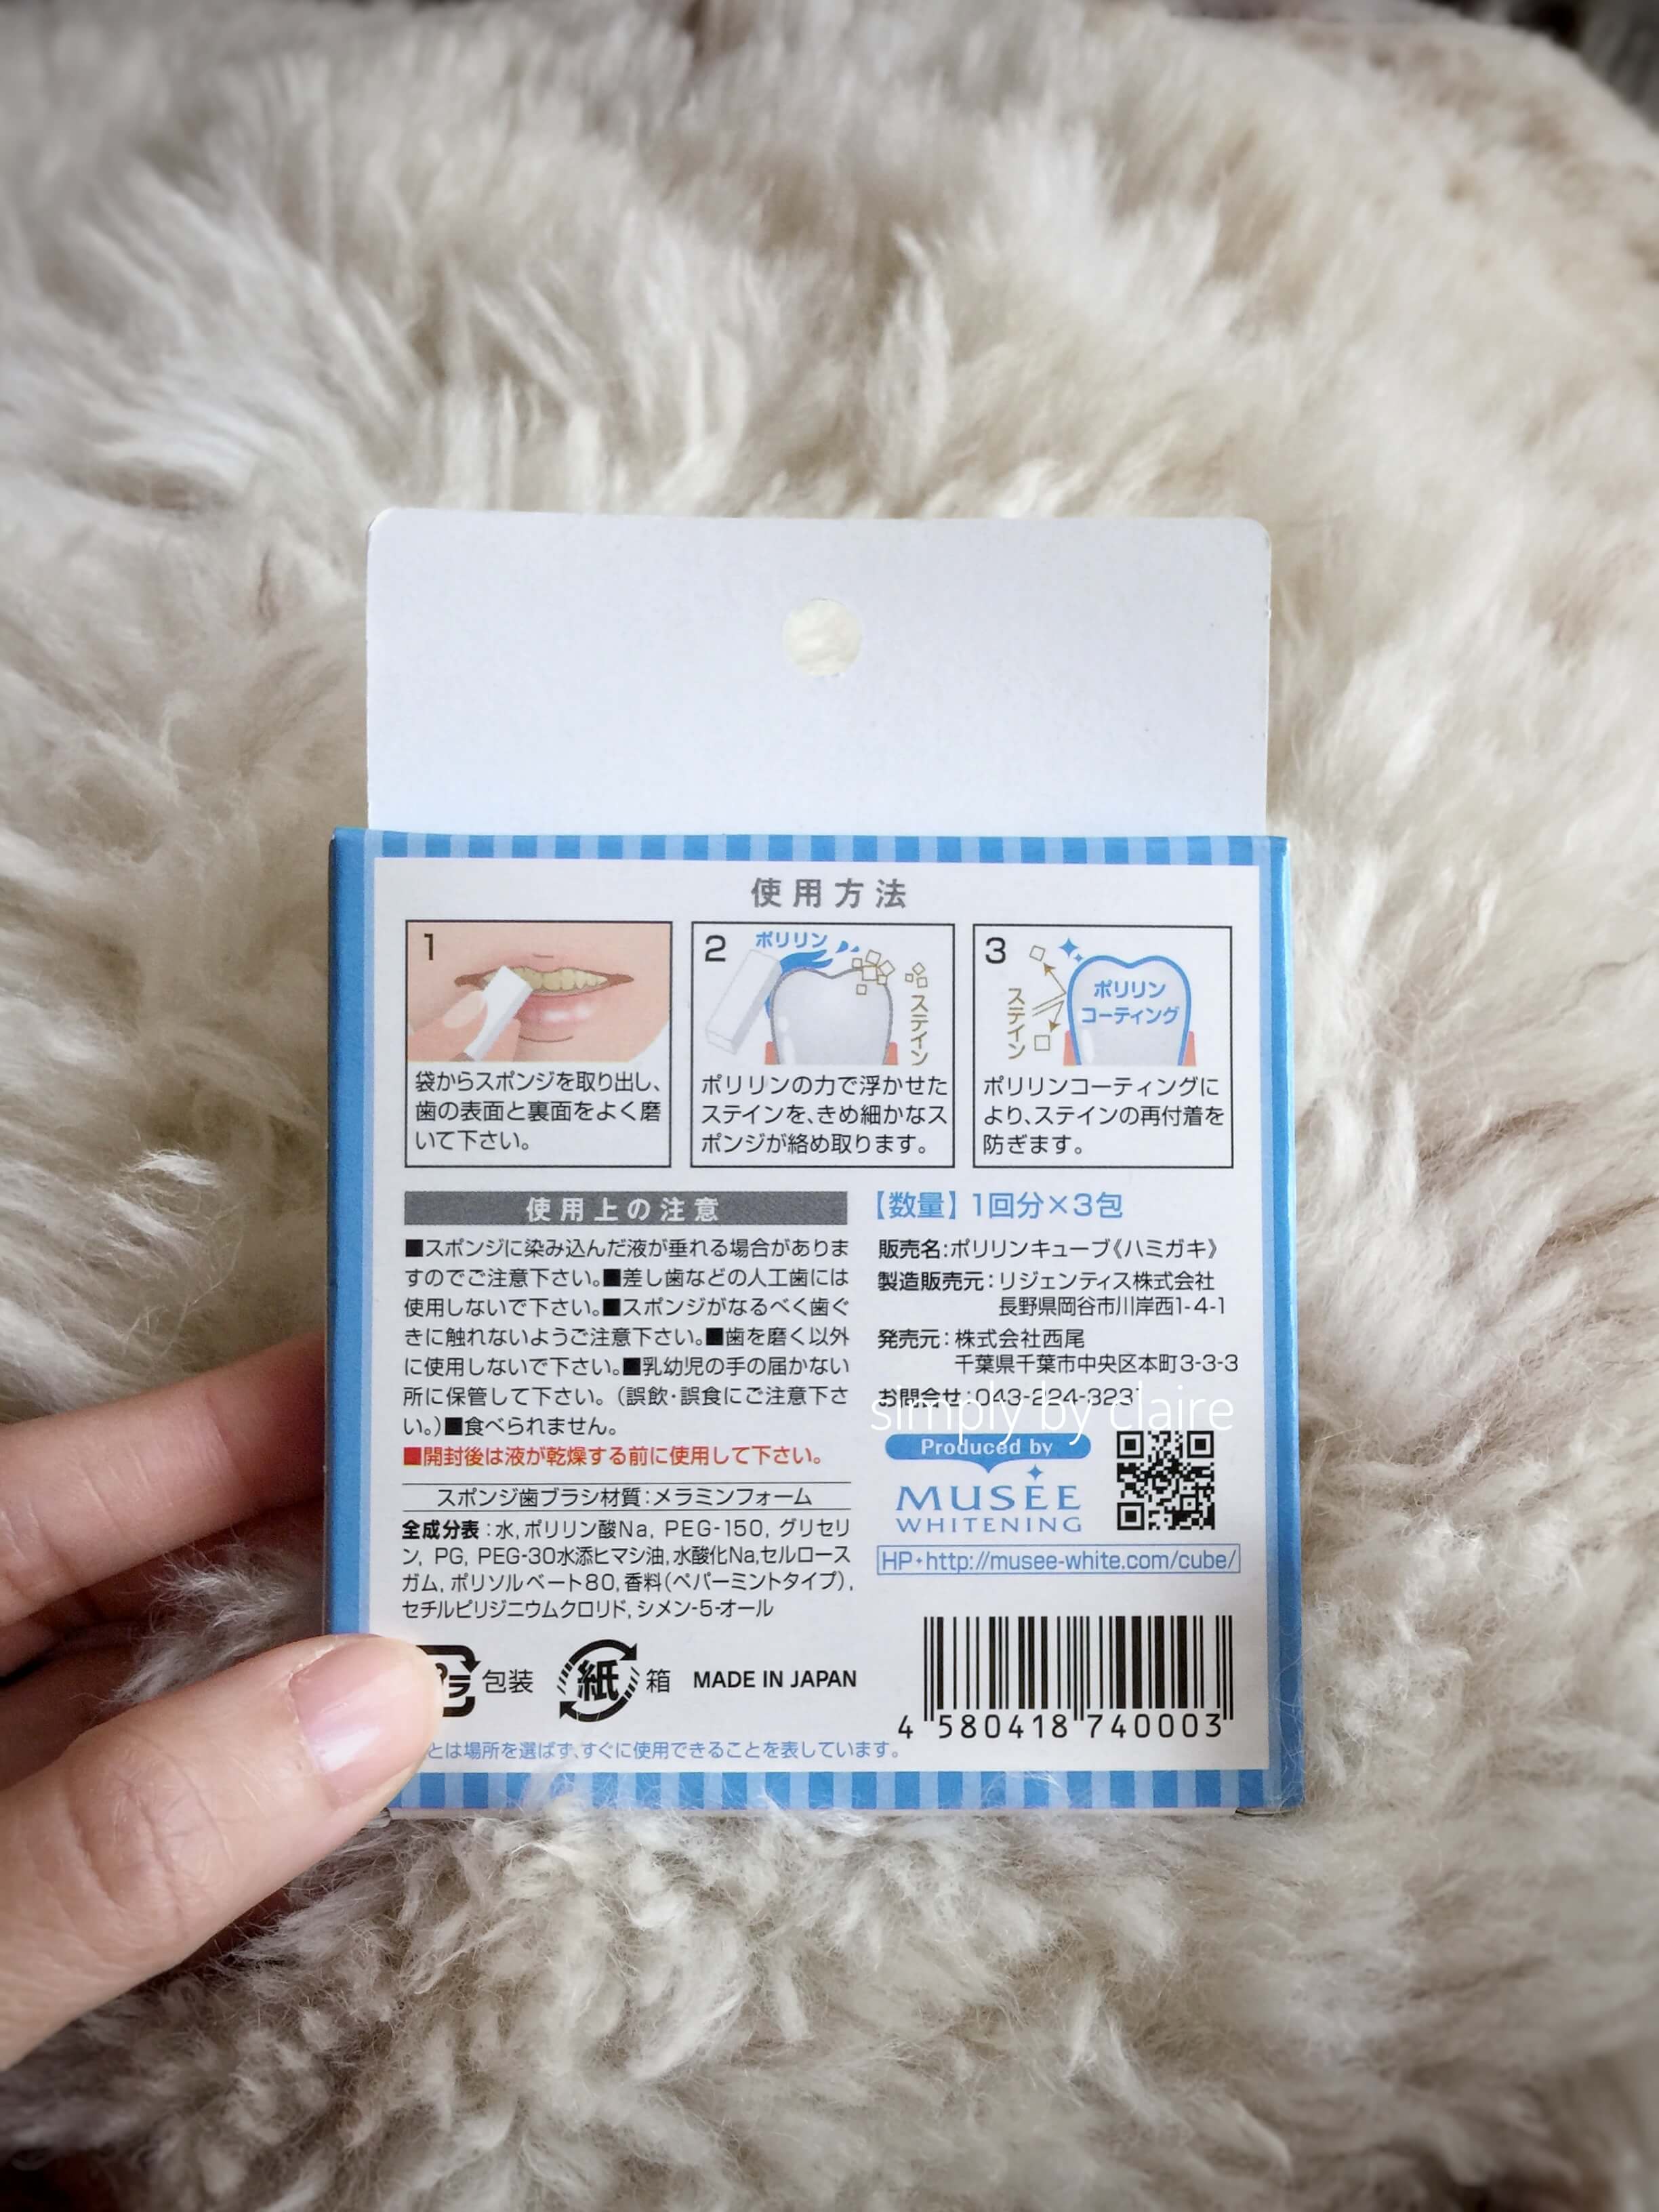 使用方法
1
袋からスポンジを取り出し、
歯の表面と裏面をよく磨
いて下さい。
2
ポリリン
ステイン
ポリリンの力で浮かせた
ステインを、きめ細かなス
ポンジが絡め取ります。
3
ステイン
ポリリン
コーティング
ポリリンコーティングに
より、ステインの再付着を
防ぎます。
使用上の注意
■スポンジに染み込んだ液が垂れる場合がありま
すのでご注意下さい。■差し歯などの人工歯には
使用しないで下さい。■スポンジがなるべく歯ぐ
きに触れないようご注意下さい。■歯を磨く以外
に使用しないで下さい。■乳幼児の手の届かない
所に保管して下さい。(誤飲・誤食にご注意下さ
い。)■食べられません。
■開封後は液が乾燥する前に使用して下さい。
スポンジ歯ブラシ材質:メラミンフォーム
全成分表:水,ポリリン酸Na, PEG-150, グリセリ
ン, PG, PEG-30水添ヒマシ油,水酸化Na,セルロース
ガム,ポリソルベート80,香料(ペパーミントタイプ),
セチルピリジニウムクロリド,シメン-5-オール
【数量】1回分×3包
販売名:ポリリンキューブ《ハミガキ》
製造販売元:リジェンティス株式会社
長野県岡谷市川岸西1-4-1
発売元:株式会社西尾
千葉県千葉市中央区本町3-3-3
お問合せ:043-224-3231
simply by claire
Produced by
MUSÉE
WHITENING
HP・http://musee-white.com/cube/
包装
紙
箱
MADE IN JAPAN
4 580418 740003
とは場所を選ばず、すぐに使用できることを表しています。